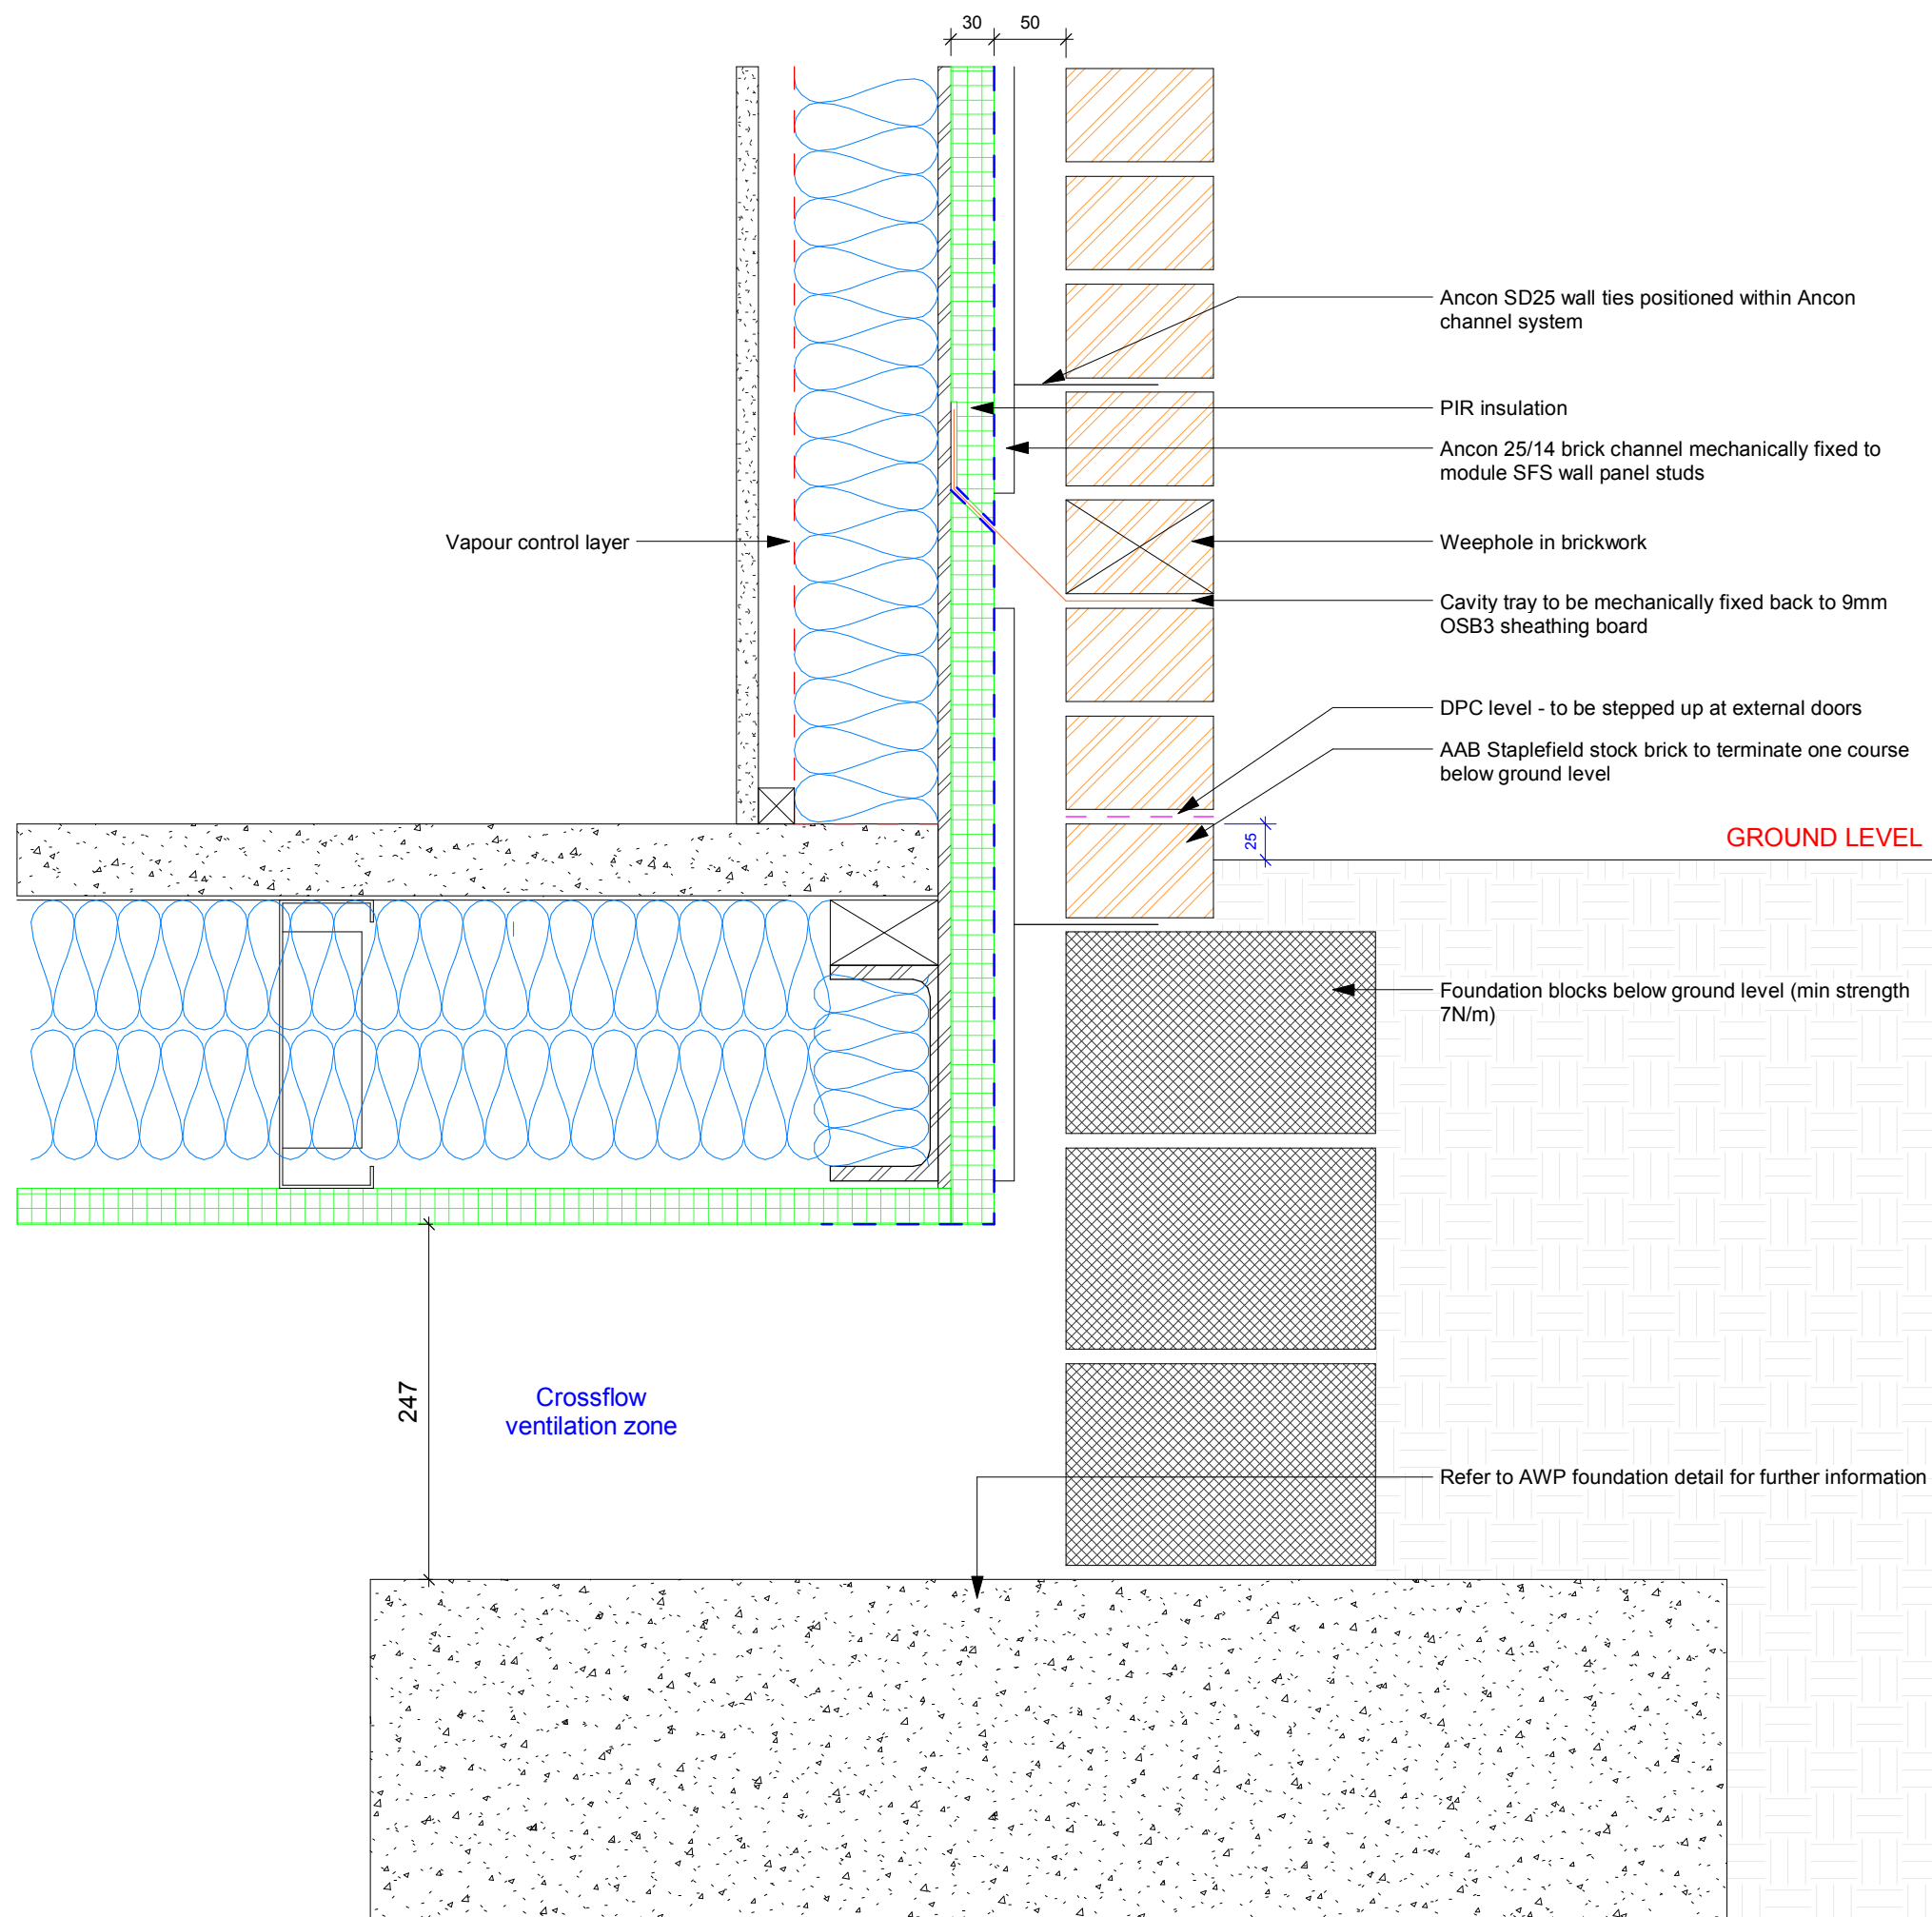 30
50
Ancon SD25 wall ties positioned within Ancon
channel system
PIR insulation
Ancon 25/14 brick channel mechanically fixed to
module SFS wall panel studs
Vapour control layer
Weephole in brickwork
Cavity tray to be mechanically fixed back to 9mm
OSB3 sheathing board
DPC level - to be stepped up at external doors
AAB Staplefield stock brick to terminate one course
below ground level
25
GROUND LEVEL
Foundation blocks below ground level (min strength
7N/m)
247
Crossflow
ventilation zone
Refer to AWP foundation detail for further information